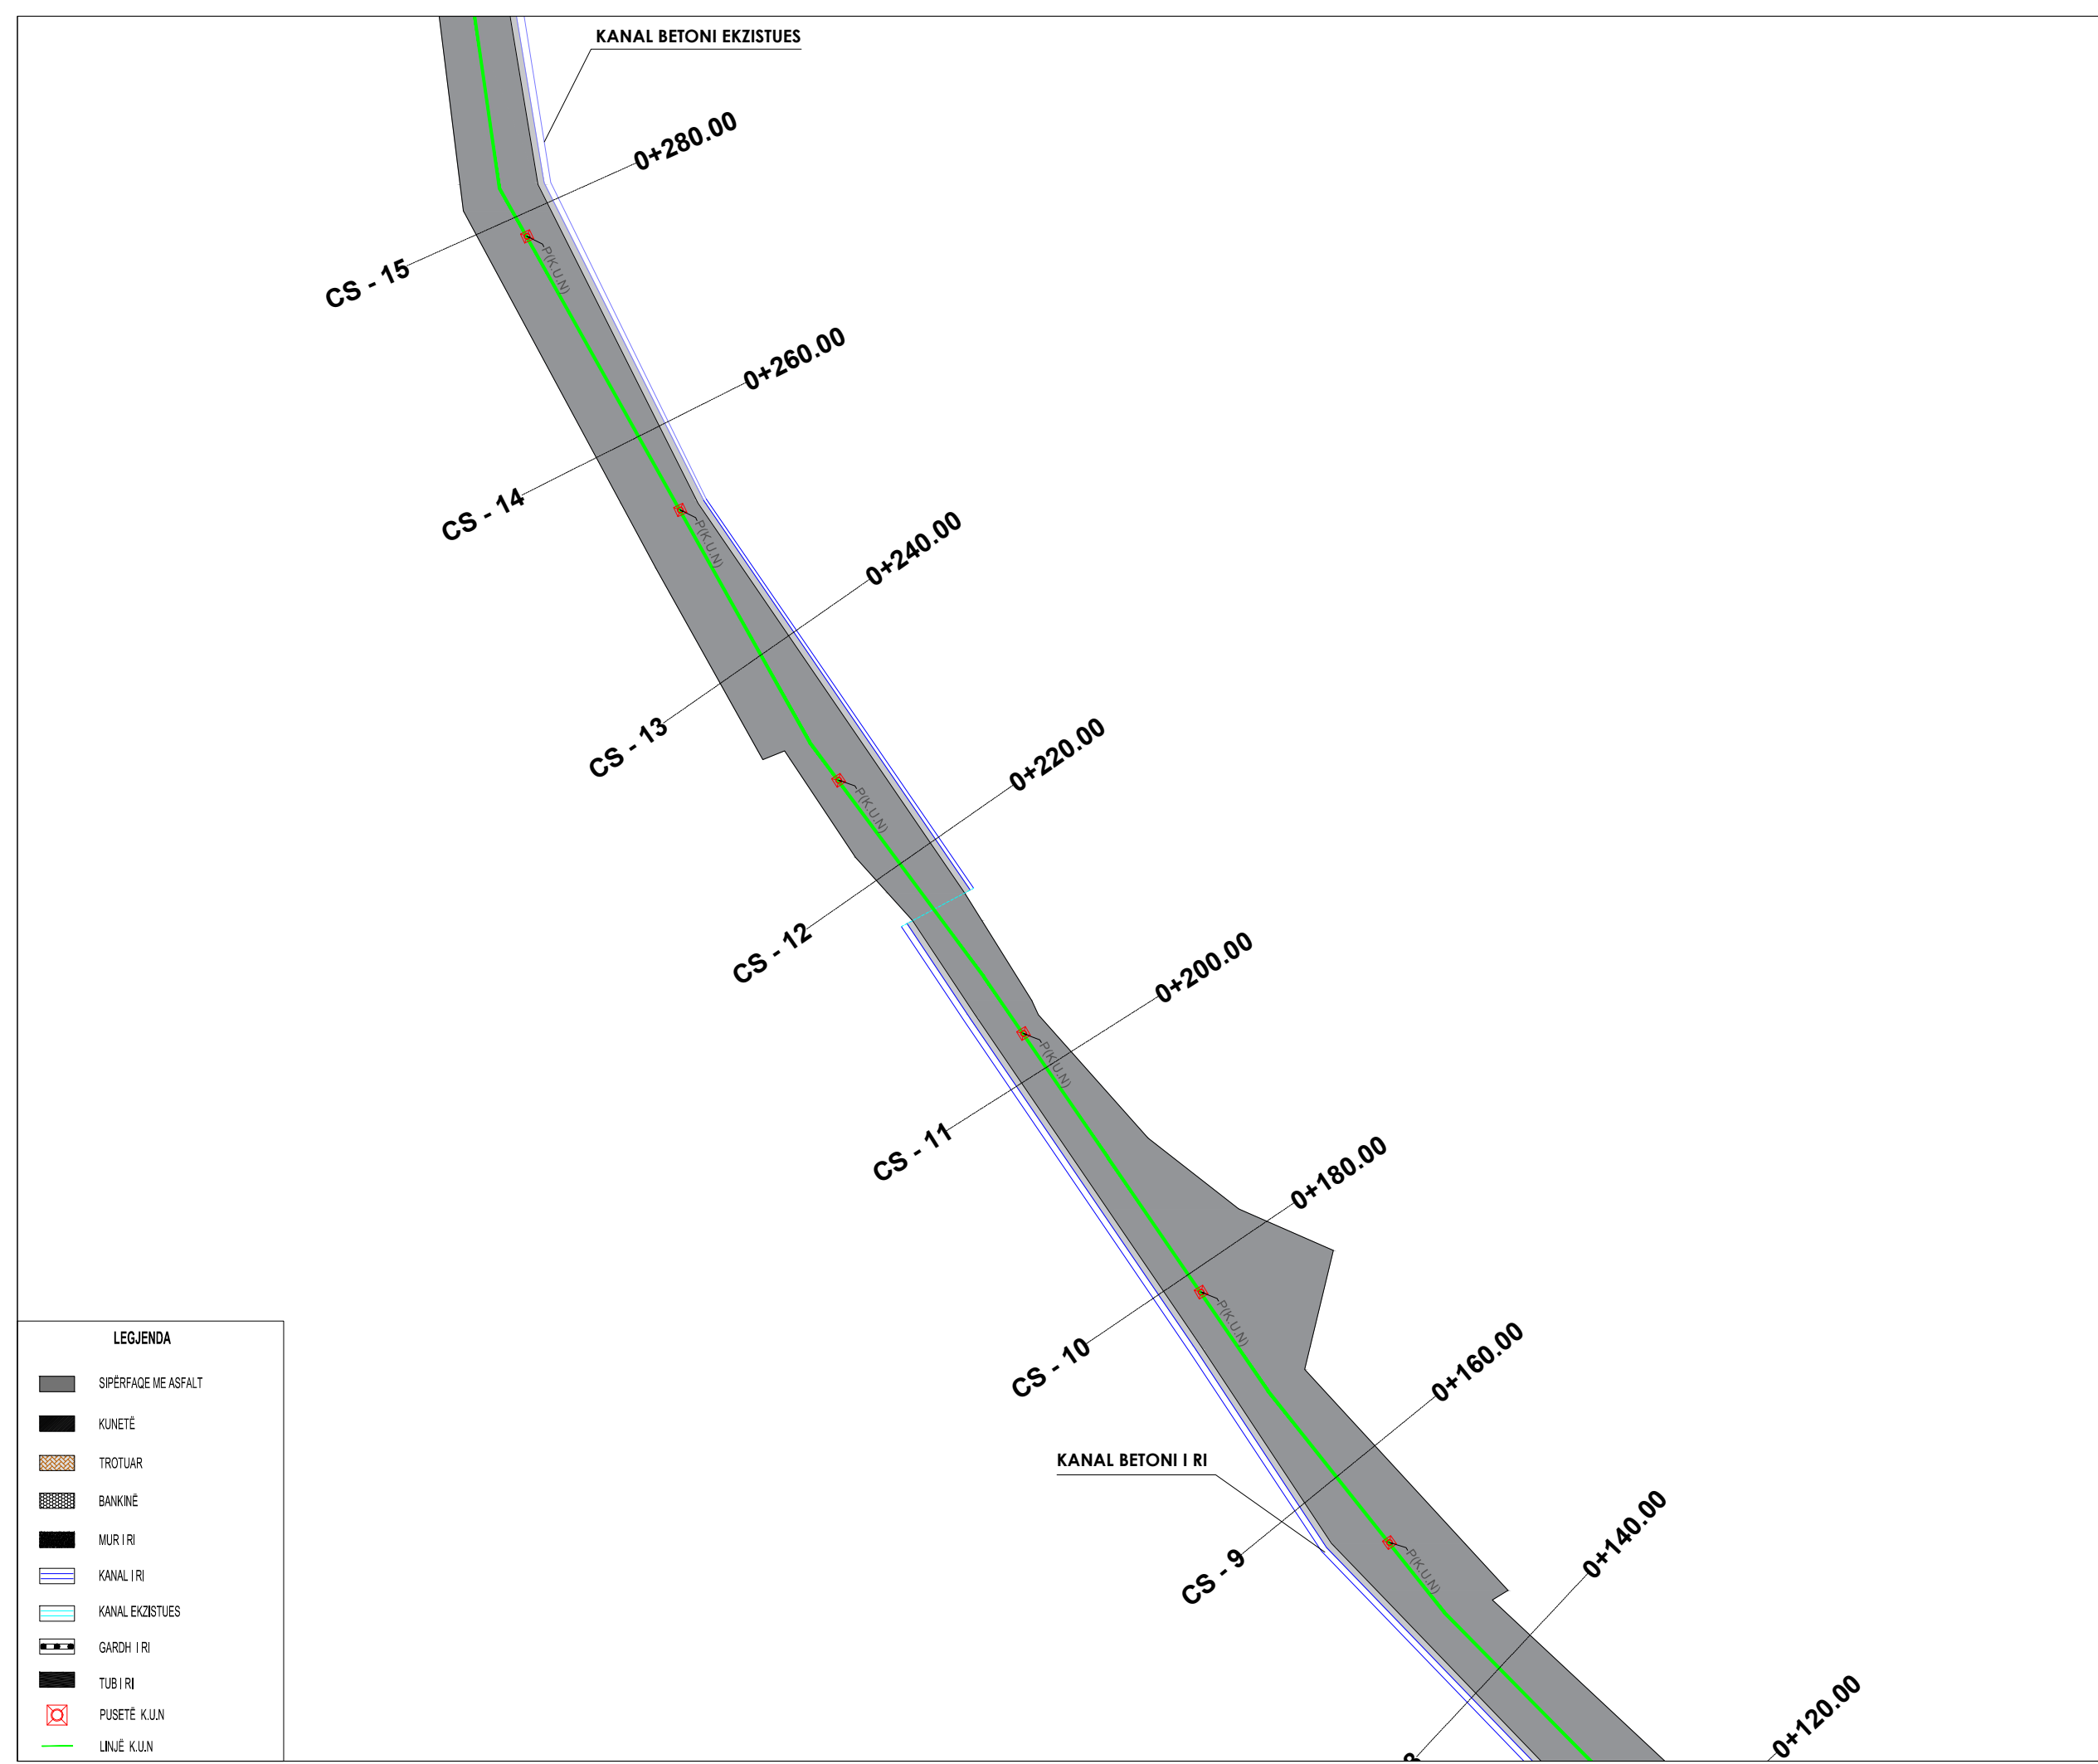 KANAL BETONI EKZISTUES
0+280.00
CS - 15
P(K.U.N)
0+260.00
CS - 14
P(K.U.N)
0+240.00
CS - 13
P(K.U.N)
0+220.00
CS - 12
0+200.00
P(K.U.N)
CS - 11
0+180.00
P(K.U.N)
CS - 10
0+160.00
KANAL BETONI I RI
CS - 9
P(K.U.N)
0+140.00
0+120.00
LEGJENDA
SIPËRFAQE ME ASFALT
KUNETË
TROTUAR
BANKINË
MUR I RI
KANAL I RI
KANAL EKZISTUES
GARDH I RI
TUB I RI
PUSETË K.U.N
LINJË K.U.N